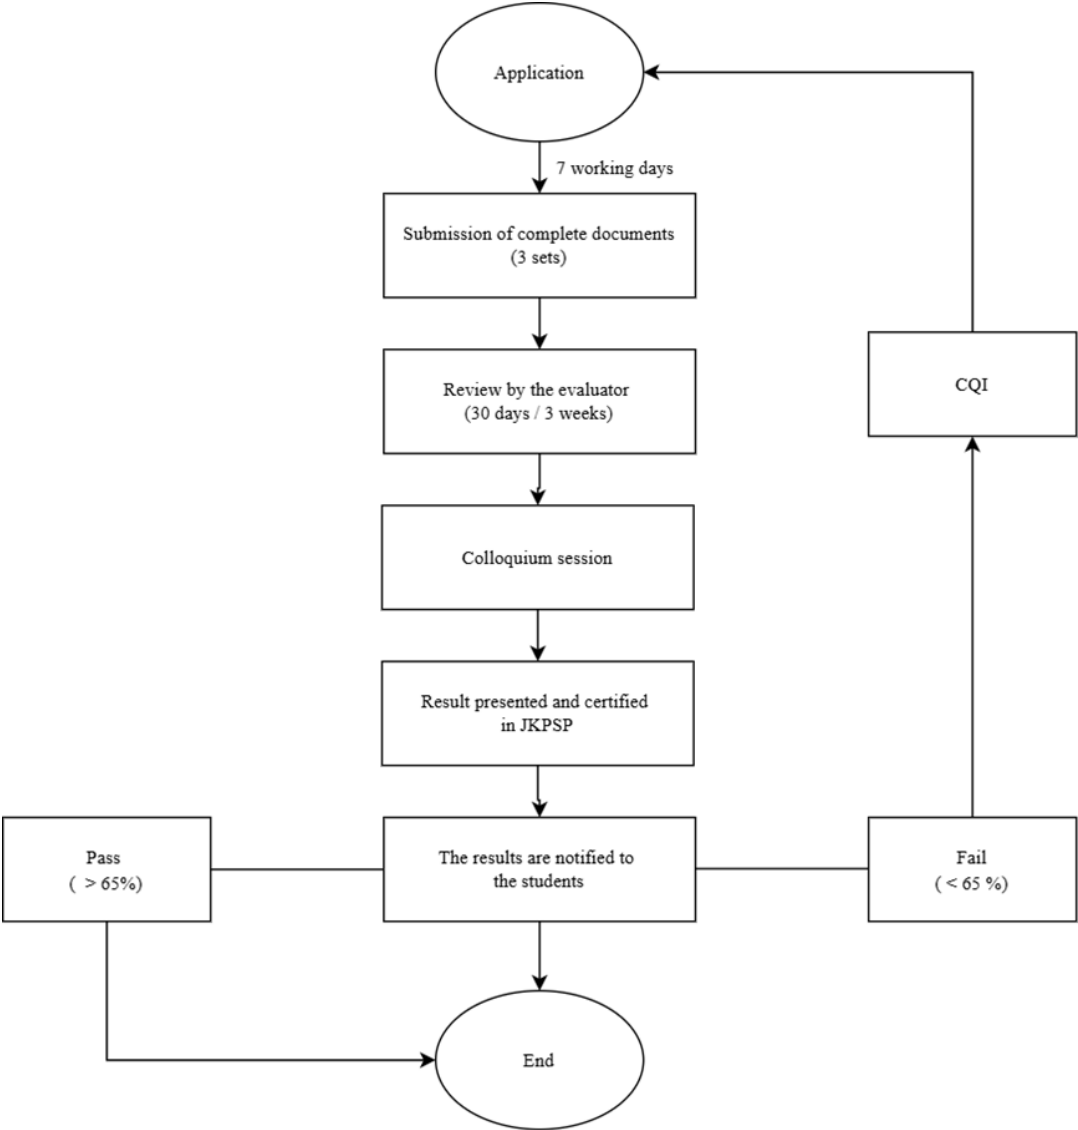 Application
7 working days
Submission of complete documents
(3 sets)
Review by the evaluator
(30 days / 3 weeks)
CQI
Colloquium session
Result presented and certified
in JKPSP
Pass
( > 65%)
The results are notified to
the students
Fail
( < 65 %)
End